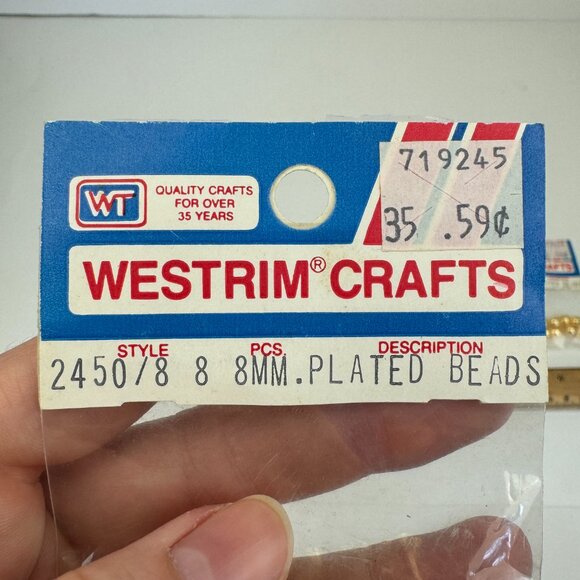 719245
35 .59¢
WT
QUALITY CRAFTS
FOR OVER
35 YEARS
WESTRIM® CRAFTS
STYLE PCS. DESCRIPTION
2450/8 8 8MM.PLATED BEADS
CRAFTS